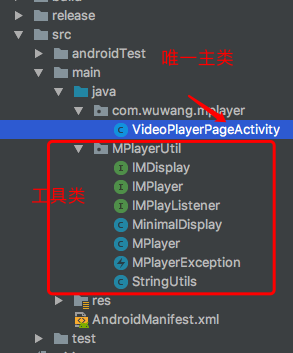 release
src
androidTest
main
唯一主类
java
com.wuwang.mplayer
VideoPlayerPageActivity
MPlayerUtil
IMDisplay
IMPlayer
工具类
IMPlayListener
MinimalDisplay
MPlayer
MPlayerException
StringUtils
res
AndroidManifest.xml
test